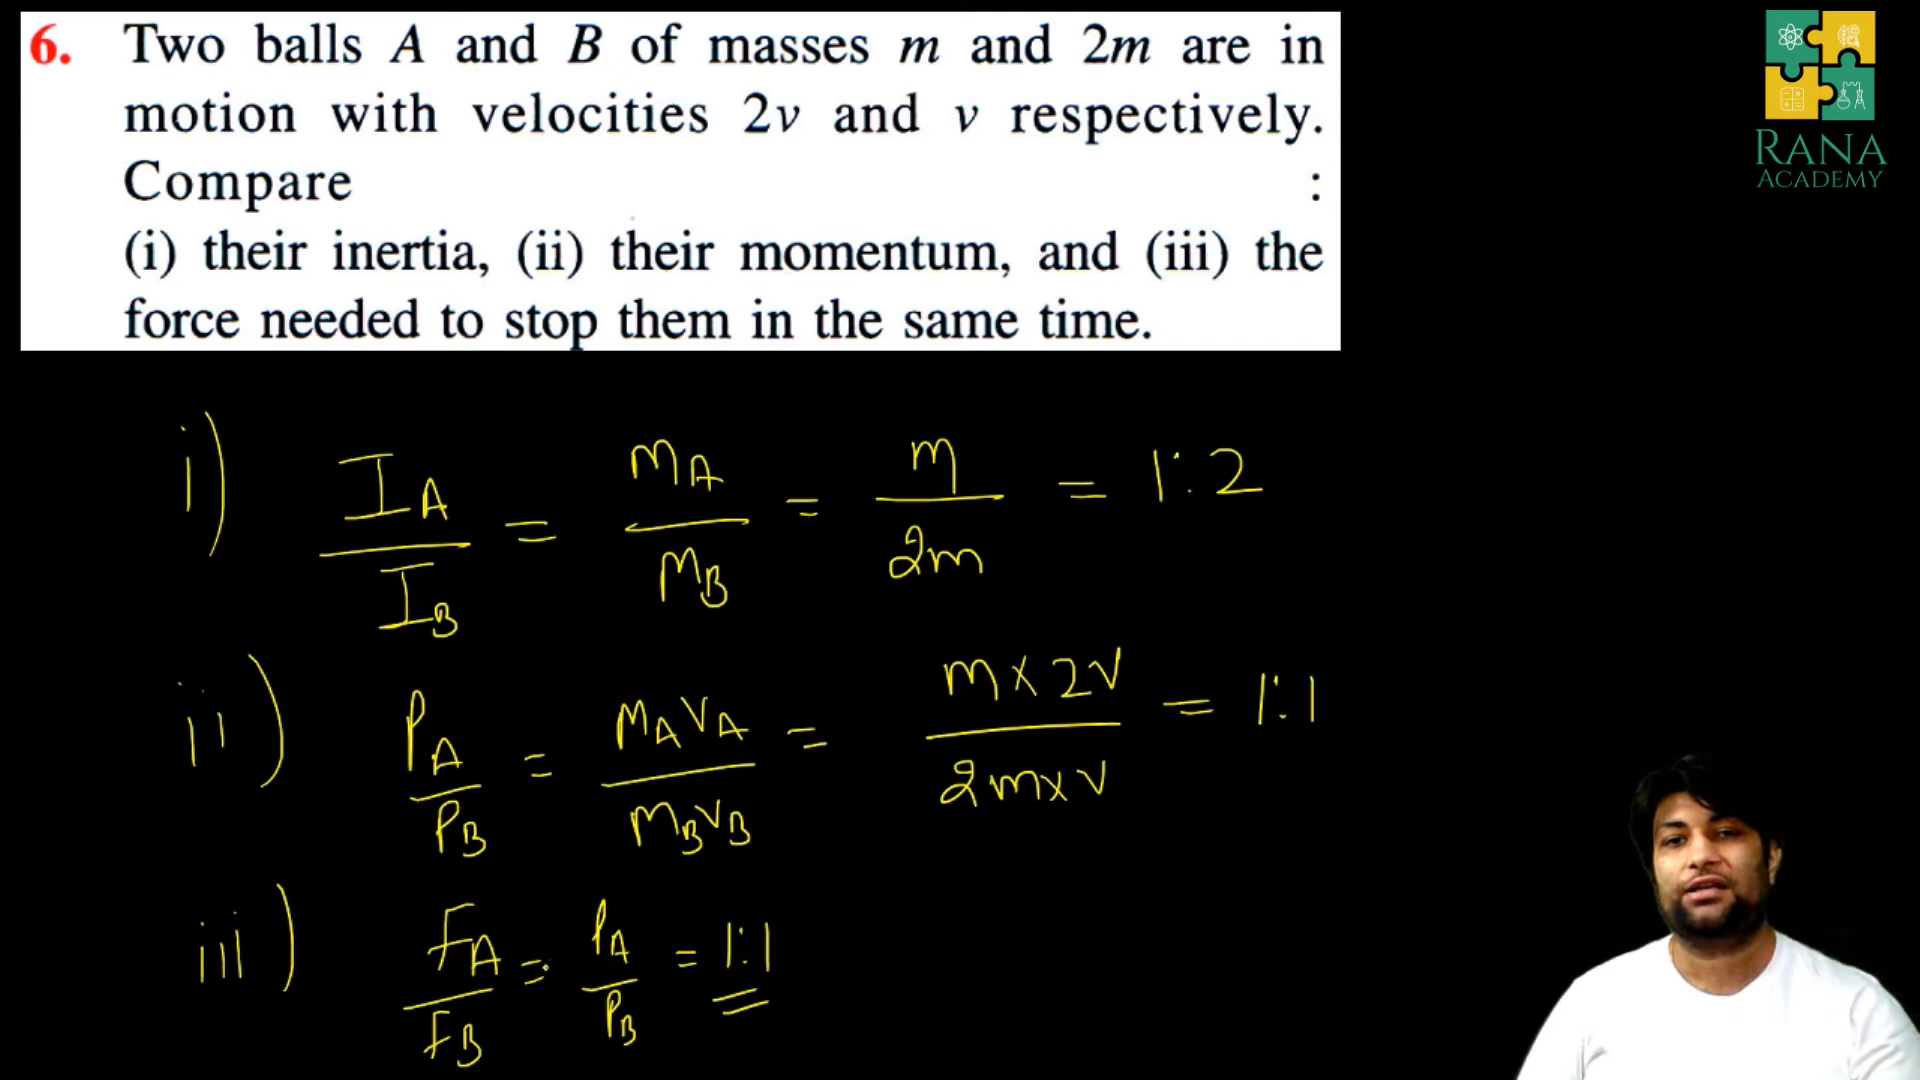 6. Two balls A and B of masses m and 2m are in
motion with velocities 2v and v respectively.
Compare :
(i) their inertia, (ii) their momentum, and (iii) the
force needed to stop them in the same time.
RANA
ACADEMY
i) I_A / I_B = M_A / M_B = m / 2m = 1:2
ii) P_A / P_B = M_A V_A / M_B V_B = m x 2v / 2m x v = 1:1
iii) F_A / F_B = P_A / P_B = 1:1